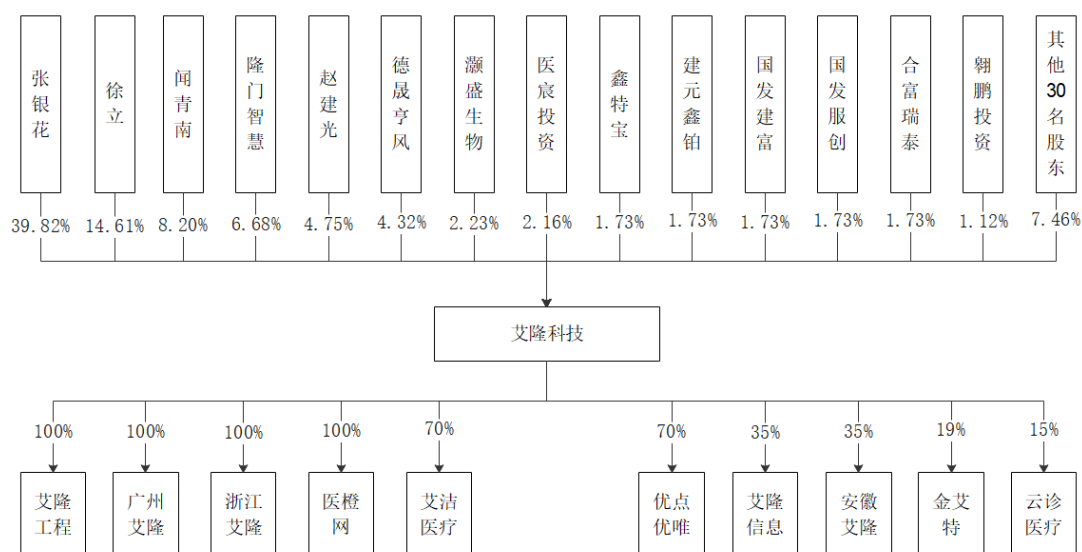 张银花
徐立
闻青南
隆门智慧
赵建光
德晟亨风
灏盛生物
医宸投资
鑫特宝
建元鑫铂
国发建富
国发服创
合富瑞泰
翱鹏投资
其他30名股东
39.82%
14.61%
8.20%
6.68%
4.75%
4.32%
2.23%
2.16%
1.73%
1.73%
1.73%
1.73%
1.73%
1.12%
7.46%
艾隆科技
100%
100%
100%
100%
70%
70%
35%
35%
19%
15%
艾隆
工程
广州
艾隆
浙江
艾隆
医橙
网
艾洁
医疗
优点
优唯
艾隆
信息
安徽
艾隆
金艾
特
云诊
医疗